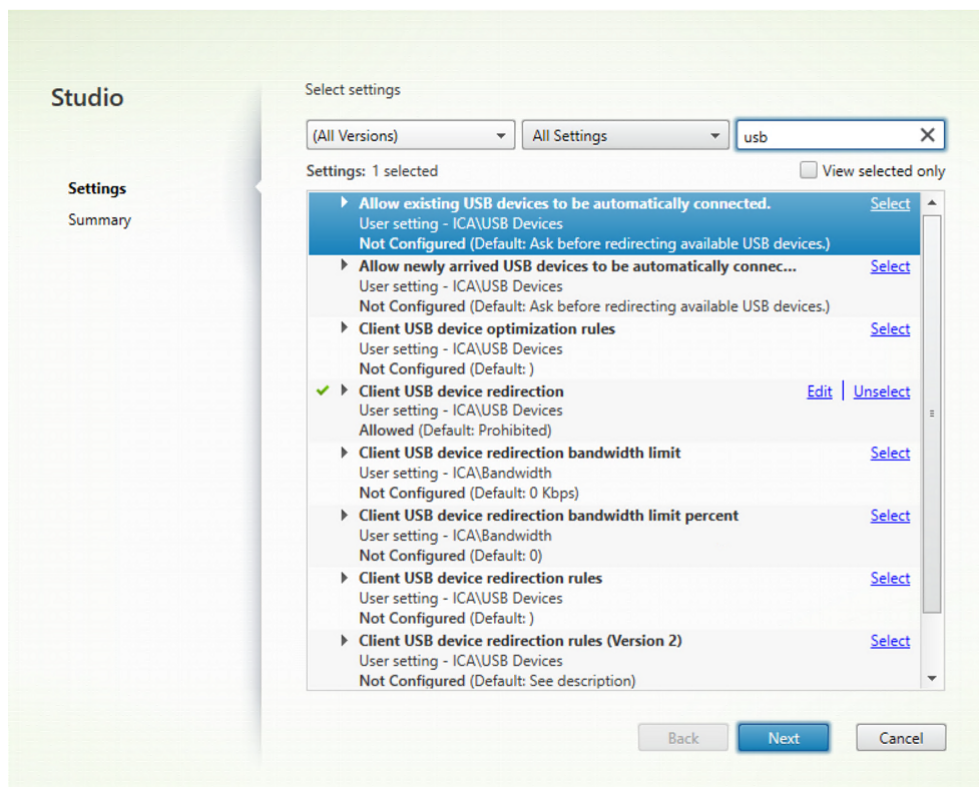 Studio
Settings
Summary
Select settings
(All Versions) All Settings usb
Settings: 1 selected View selected only
Allow existing USB devices to be automatically connected. Select
User setting - ICA\USB Devices
Not Configured (Default: Ask before redirecting available USB devices.)
Allow newly arrived USB devices to be automatically connec... Select
User setting - ICA\USB Devices
Not Configured (Default: Ask before redirecting available USB devices.)
Client USB device optimization rules Select
User setting - ICA\USB Devices
Not Configured (Default: )
Client USB device redirection Edit | Unselect
User setting - ICA\USB Devices
Allowed (Default: Prohibited)
Client USB device redirection bandwidth limit Select
User setting - ICA\Bandwidth
Not Configured (Default: 0 Kbps)
Client USB device redirection bandwidth limit percent Select
User setting - ICA\Bandwidth
Not Configured (Default: 0)
Client USB device redirection rules Select
User setting - ICA\USB Devices
Not Configured (Default: )
Client USB device redirection rules (Version 2) Select
User setting - ICA\USB Devices
Not Configured (Default: See description)
Back Next Cancel